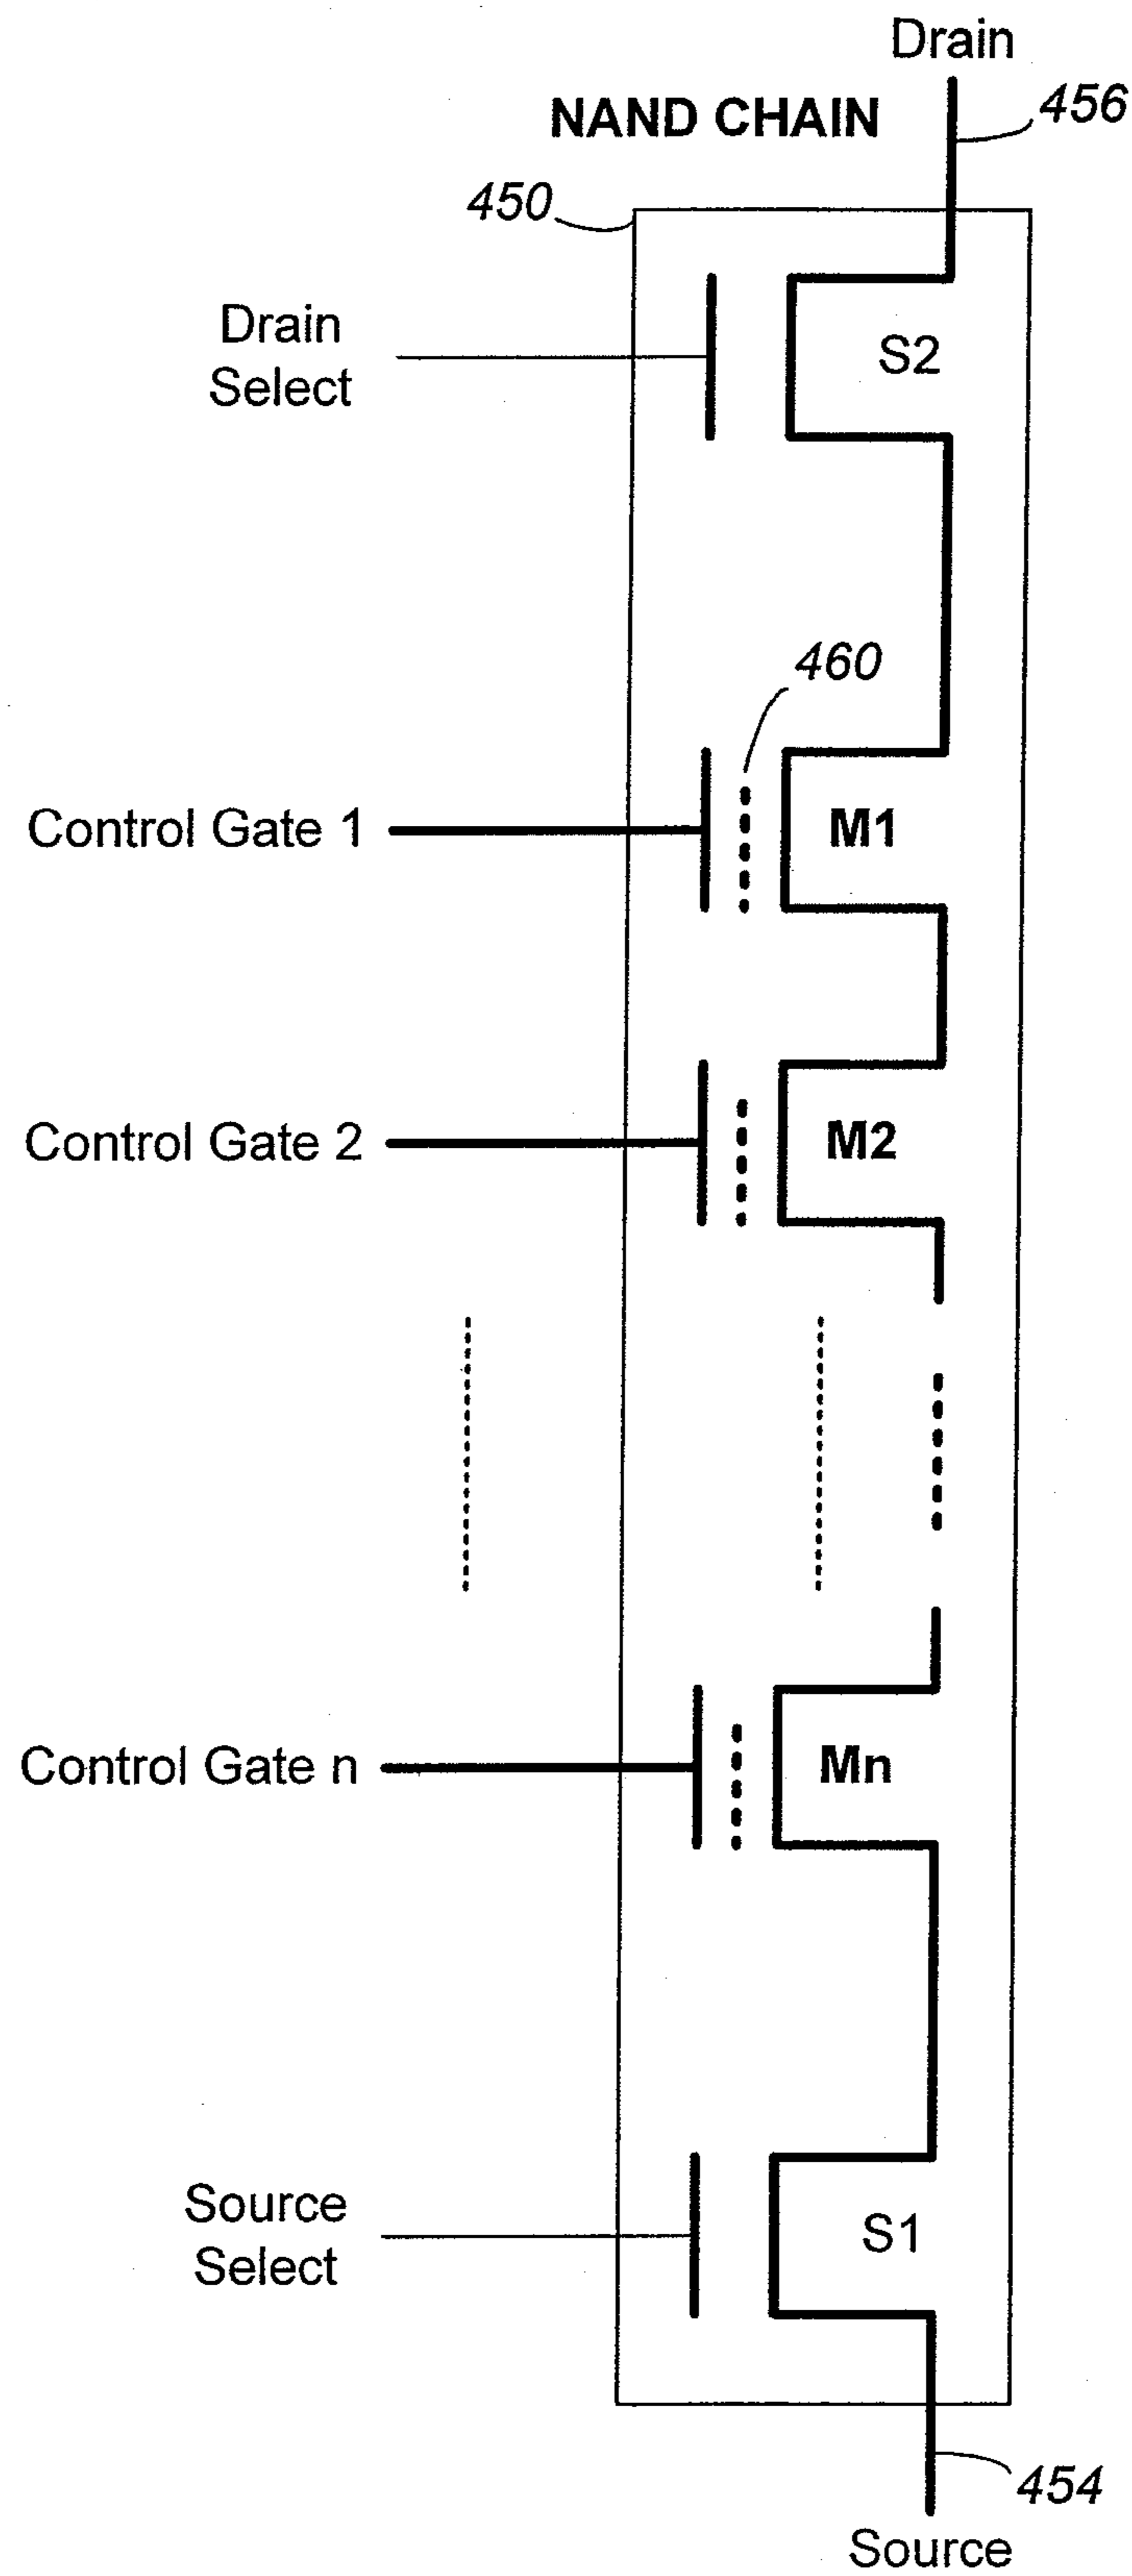 Drain
456
NAND CHAIN
450
Drain
Select
S2
460
Control Gate 1
M1
Control Gate 2
M2
Control Gate n
Mn
Source
Select
S1
454
Source